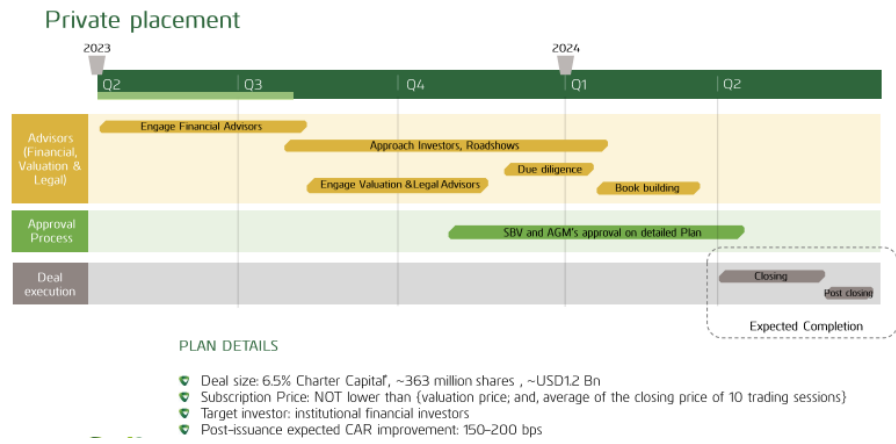 Private placement
2023
2024
Q2
Q3
Q4
Q1
Q2
Advisors
(Financial,
Valuation &
Legal)
Engage Financial Advisors
Approach Investors, Roadshows
Due diligence
Engage Valuation &Legal Advisors
Book building
Approval
Process
SBV and AGM's approval on detailed Plan
Deal
execution
Closing
Post closing
Expected Completion
PLAN DETAILS
Deal size: 6.5% Charter Capital*, ~363 million shares , ~USD1.2 Bn
Subscription Price: NOT lower than {valuation price; and, average of the closing price of 10 trading sessions}
Target investor: institutional financial investors
Post-issuance expected CAR improvement: 150-200 bps